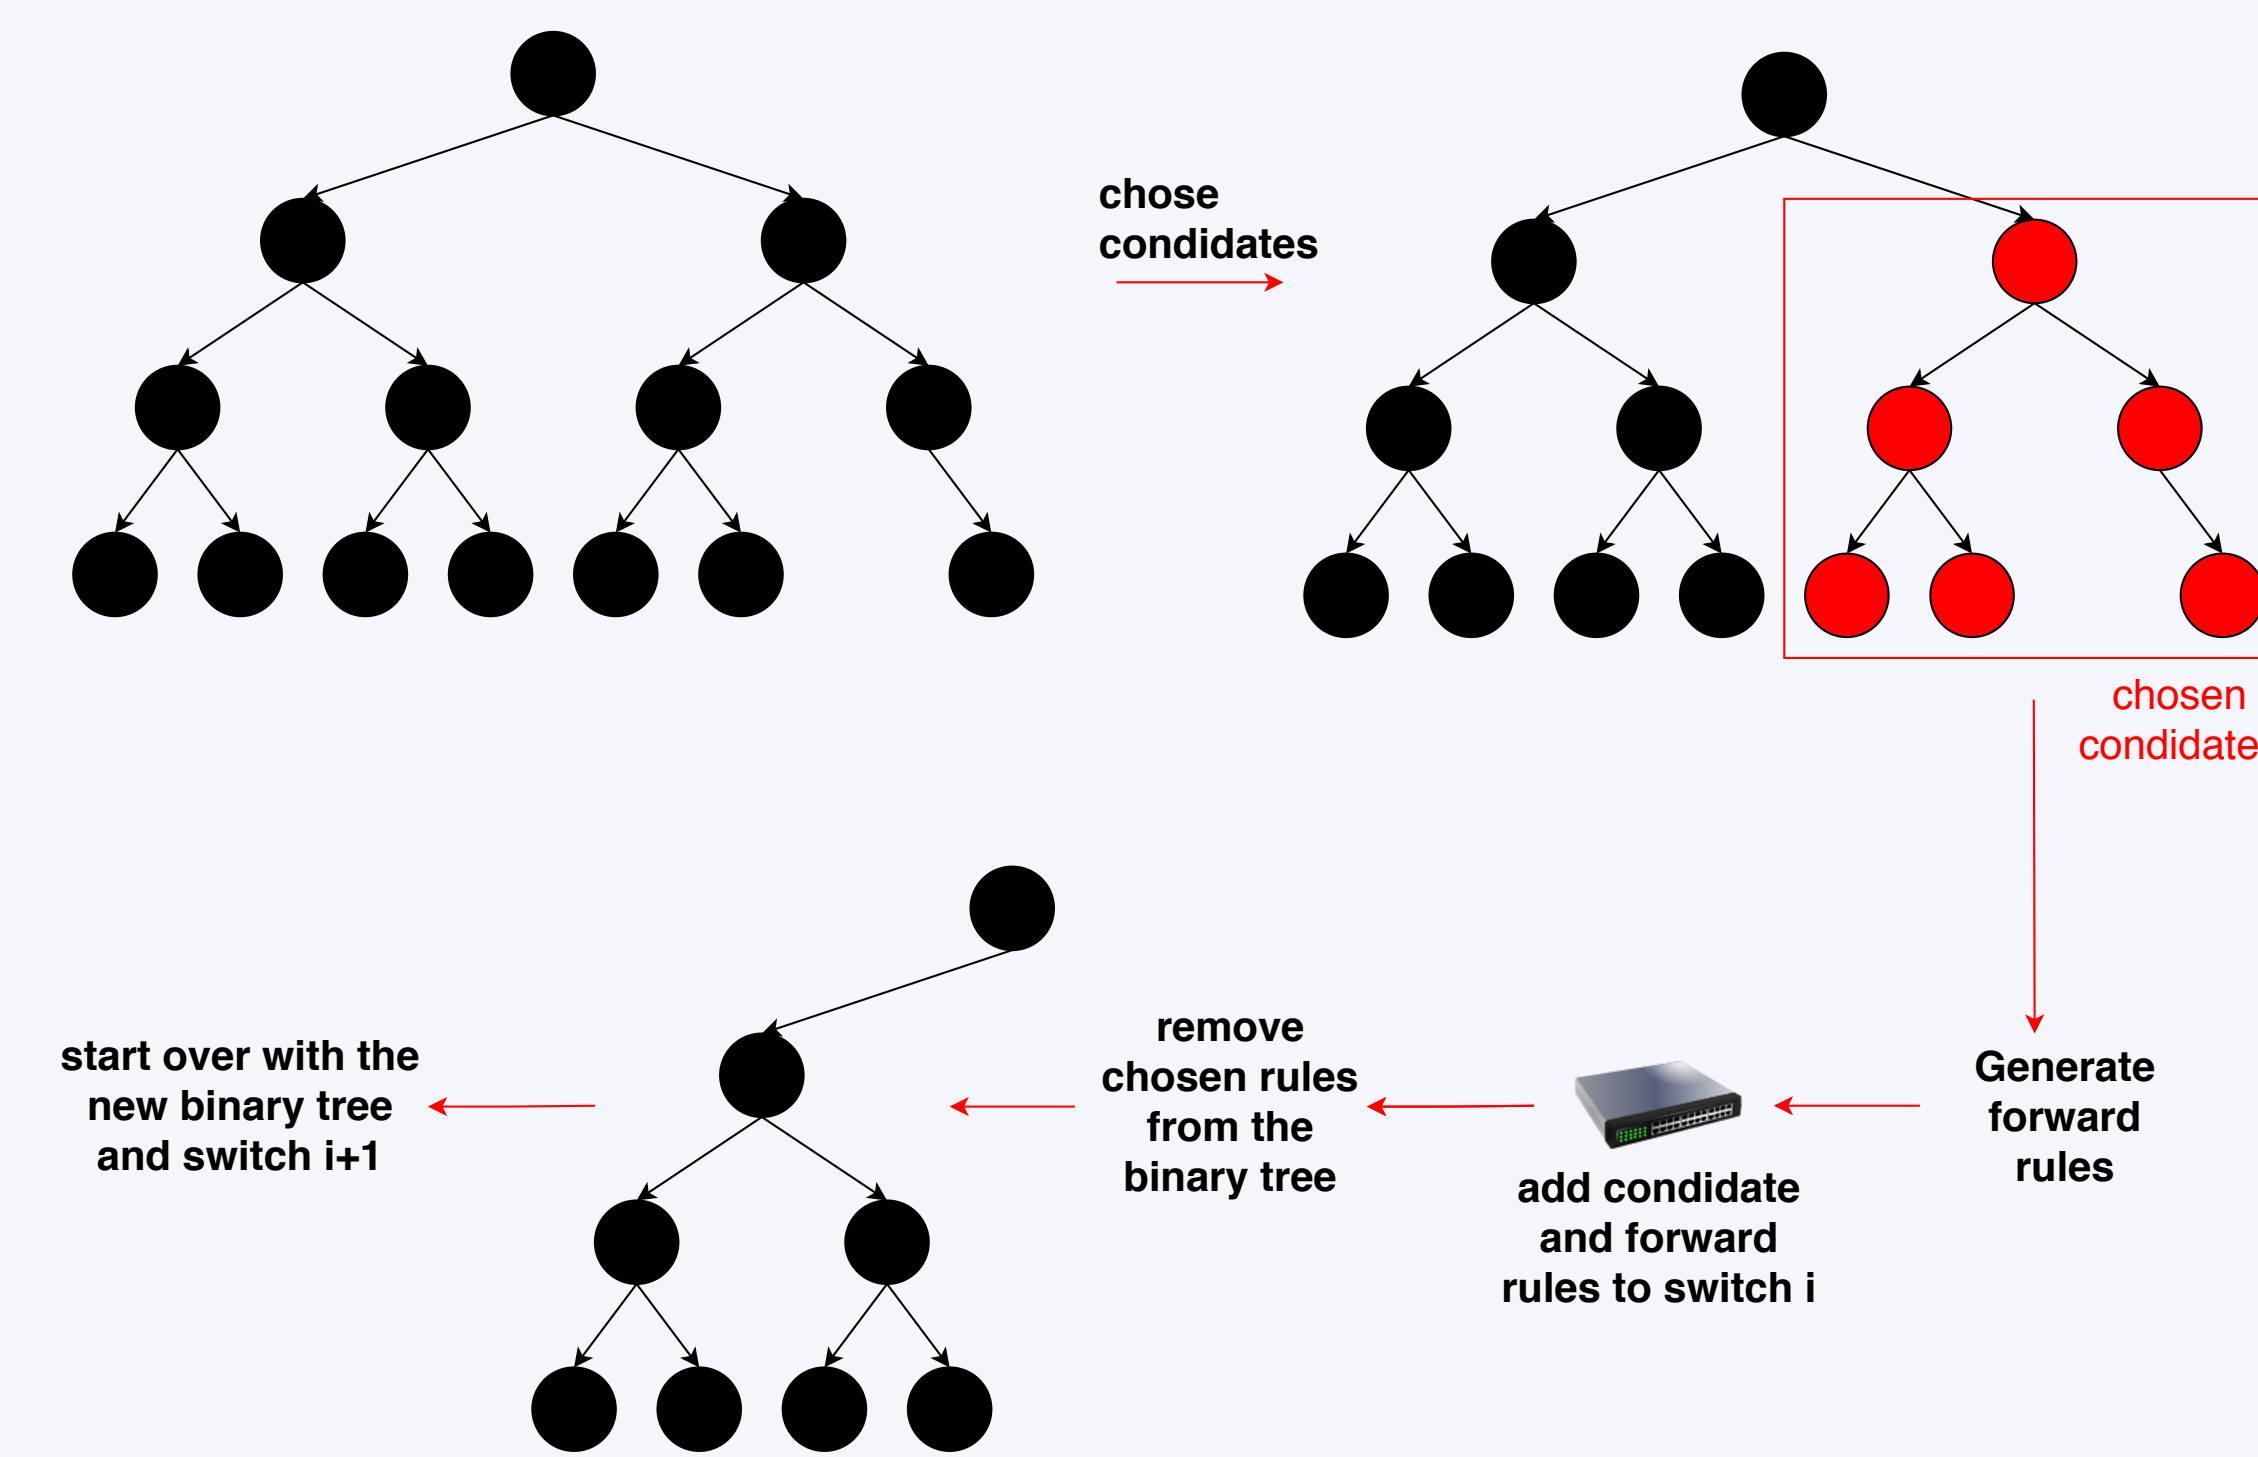 chose
condidates
chosen
condidate
Generate
forward
rules
add condidate
and forward
rules to switch i
remove
chosen rules
from the
binary tree
start over with the
new binary tree
and switch i+1